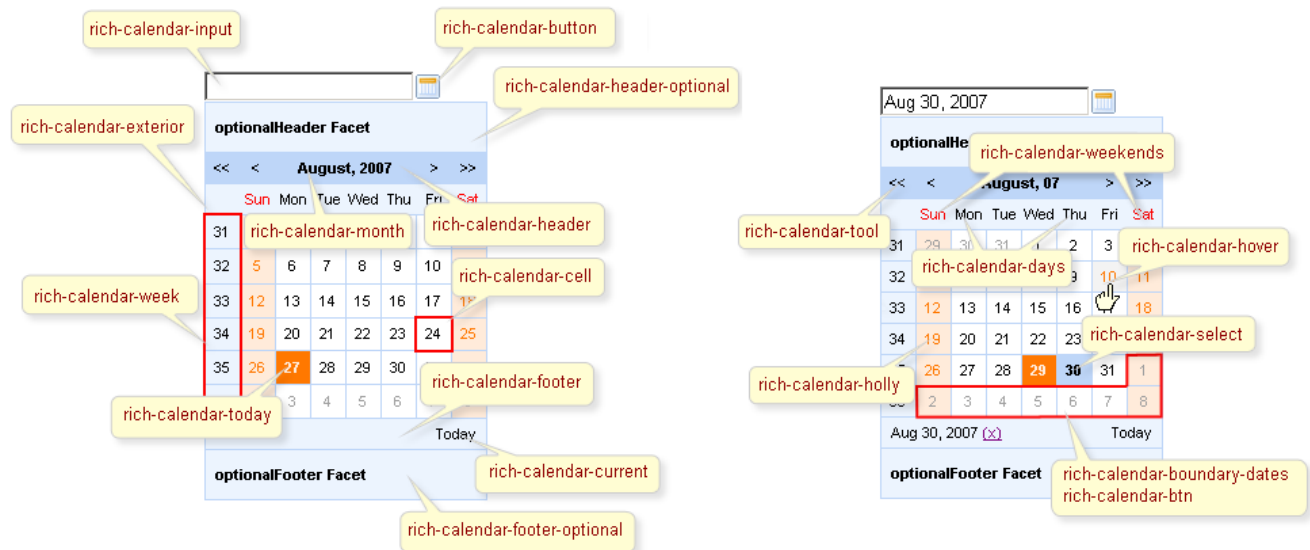 rich-calendar-input
rich-calendar-button
rich-calendar-header-optional
rich-calendar-exterior
optionalHeader Facet
<< < August, 2007 > >>
Sun Mon Tue Wed Thu Fri Sat
31
rich-calendar-month
rich-calendar-header
32 5 6 7 8 9 10
rich-calendar-cell
rich-calendar-week
33 12 13 14 15 16 17 18
34 19 20 21 22 23 24 25
35 26 27 28 29 30
rich-calendar-footer
rich-calendar-today
3 4 5 6
Today
rich-calendar-current
optionalFooter Facet
rich-calendar-footer-optional
Aug 30, 2007
rich-calendar-weekends
<< < August, 07 > >>
Sun Mon Tue Wed Thu Fri Sat
rich-calendar-tool
rich-calendar-hover
31 29 30 31 1 2 3
rich-calendar-days
32 9 10 11
33 12 13 14 15 16 18
34 19 20 21 22 23
rich-calendar-select
26 27 28 29 30 31 1
rich-calendar-holly
2 3 4 5 6 7 8
Aug 30, 2007 (x) Today
optionalFooter Facet
rich-calendar-boundary-dates
rich-calendar-btn